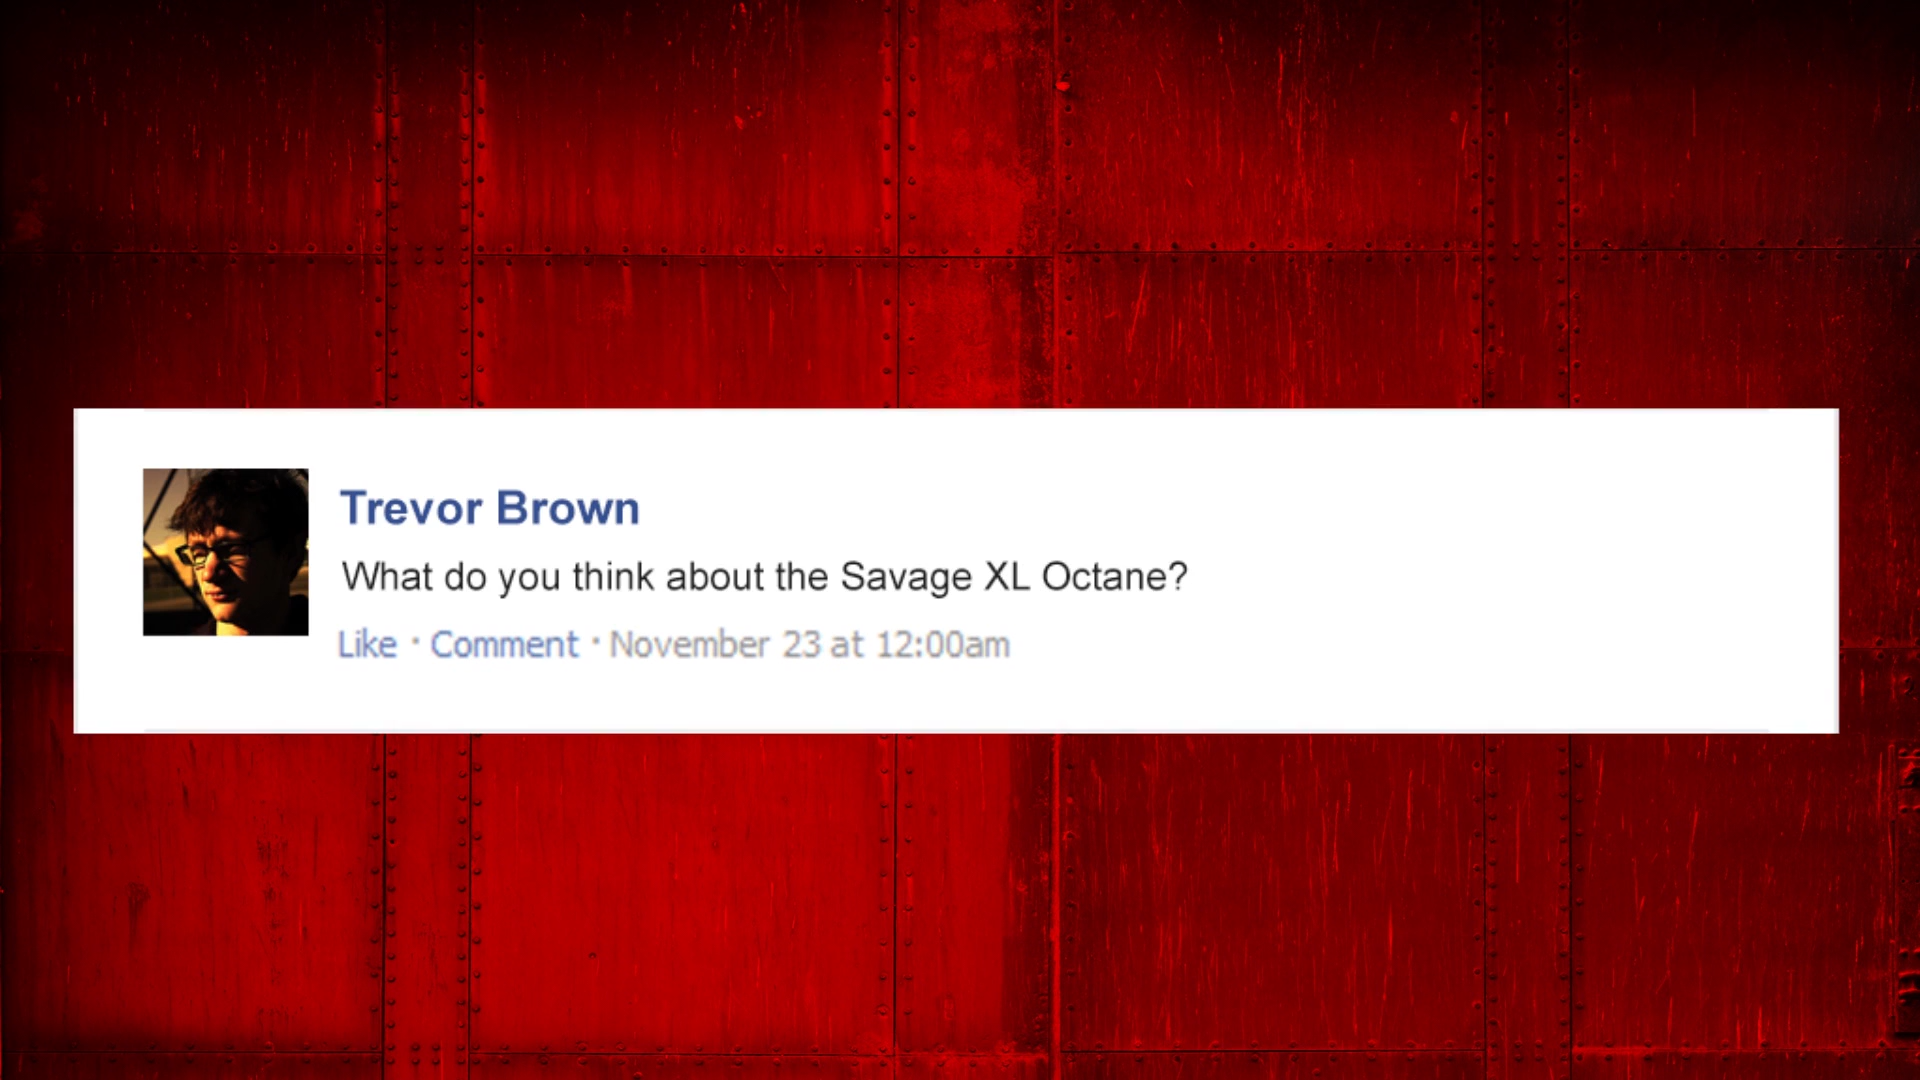 Trevor Brown
What do you think about the Savage XL Octane?
Like · Comment · November 23 at 12:00am